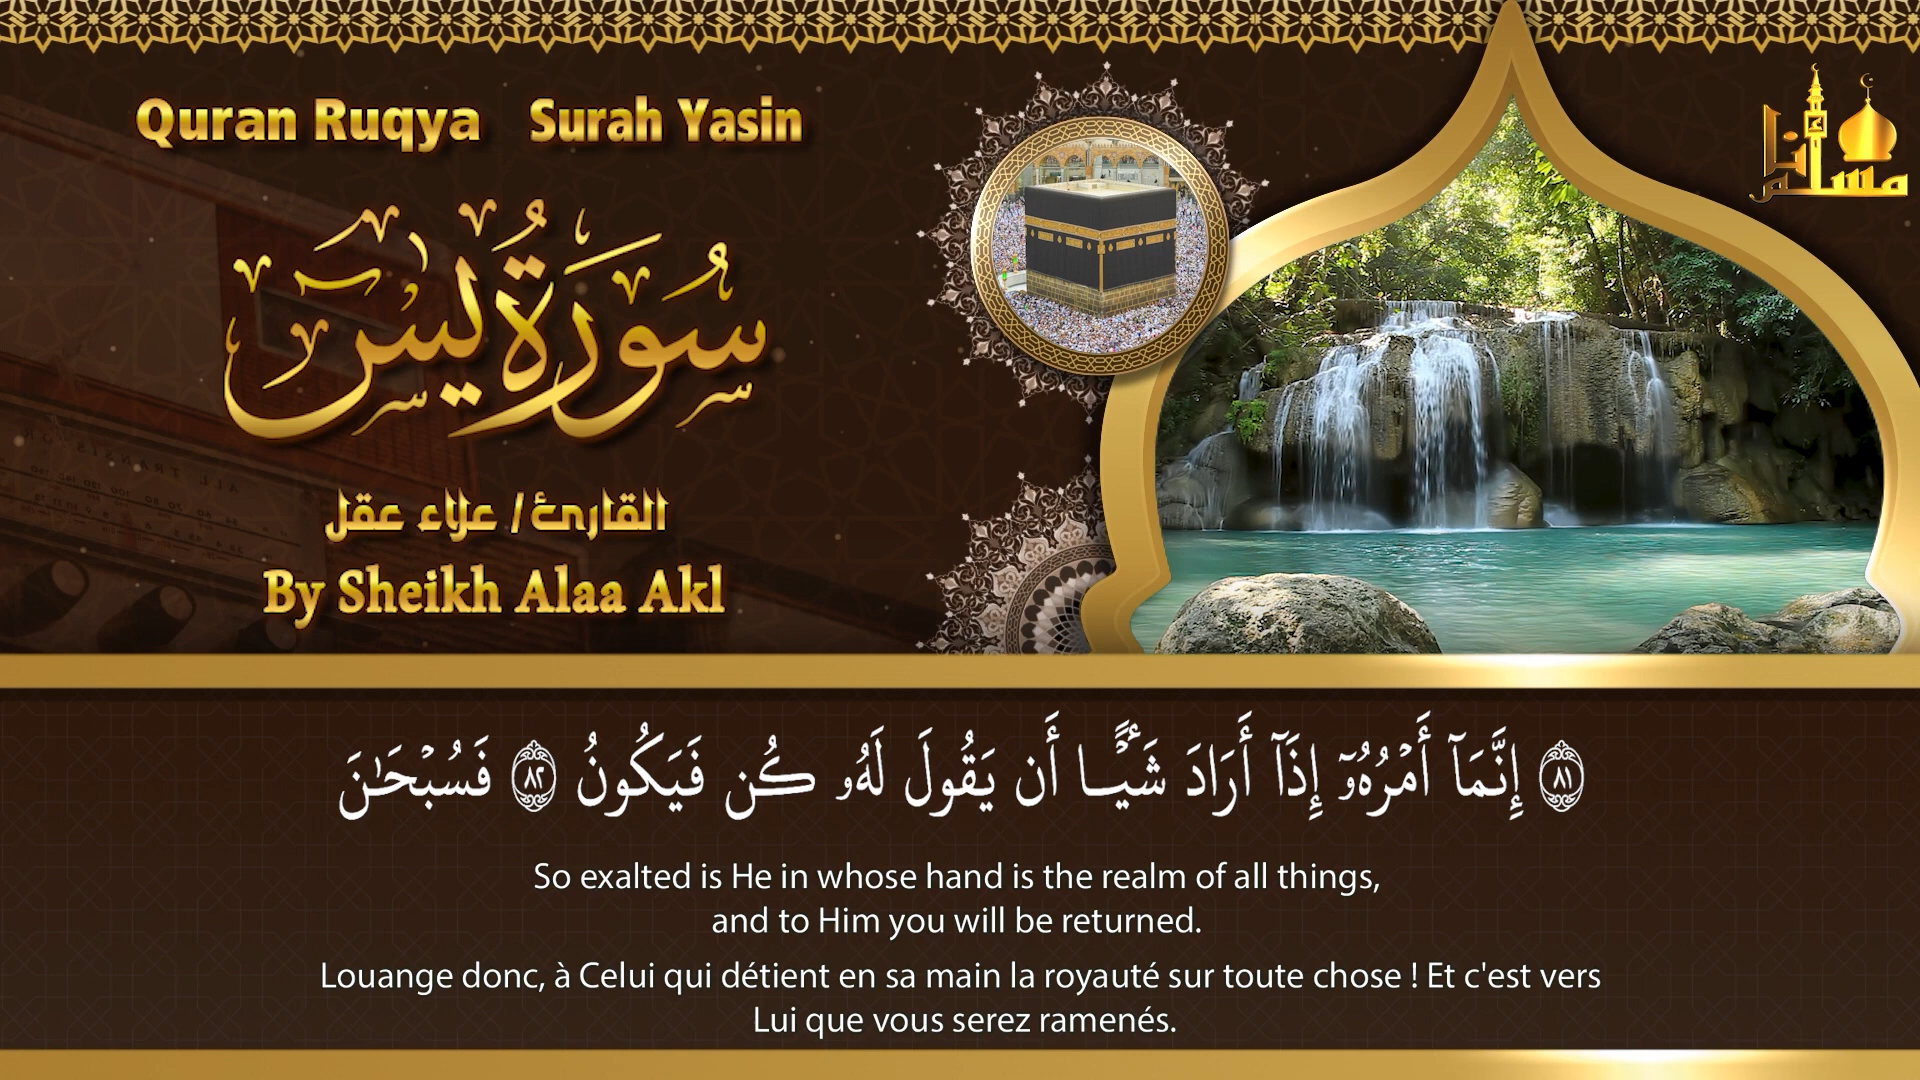 Quran Ruqya Surah Yasin
أنا مسلم
سُورَةُ يسٓ
القارئ / علاء عقل
By Sheikh Alaa Akl
۝٨١ إِنَّمَآ أَمْرُهُۥٓ إِذَآ أَرَادَ شَيْـًٔا أَن يَقُولَ لَهُۥ كُن فَيَكُونُ ۝٨٢ فَسُبْحَـٰنَ
So exalted is He in whose hand is the realm of all things,
and to Him you will be returned.
Louange donc, à Celui qui détient en sa main la royauté sur toute chose ! Et c'est vers
Lui que vous serez ramenés.